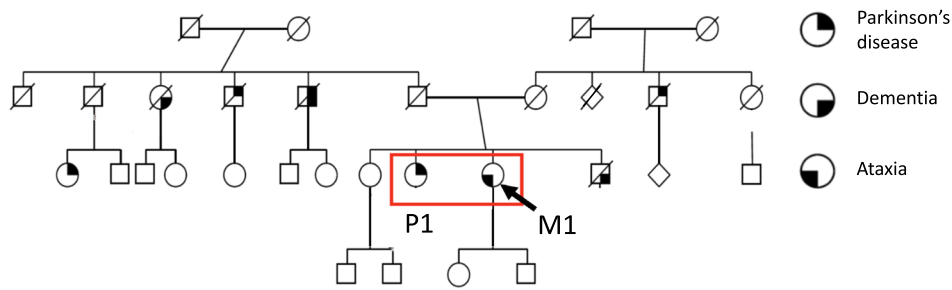 Parkinson's
disease
Dementia
Ataxia
P1
M1